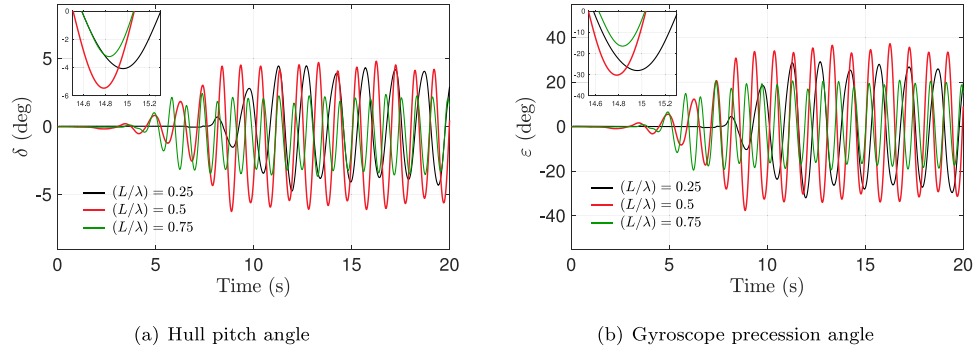 0
-2
-4
-6
14.6 14.8 15 15.2
5
0
-5
δ (deg)
(L/λ) = 0.25
(L/λ) = 0.5
(L/λ) = 0.75
0 5 10 15 20
Time (s)
(a) Hull pitch angle
0
-10
-20
-30
-40
14.6 14.8 15 15.2
40
20
0
-20
-40
ε (deg)
(L/λ) = 0.25
(L/λ) = 0.5
(L/λ) = 0.75
0 5 10 15 20
Time (s)
(b) Gyroscope precession angle